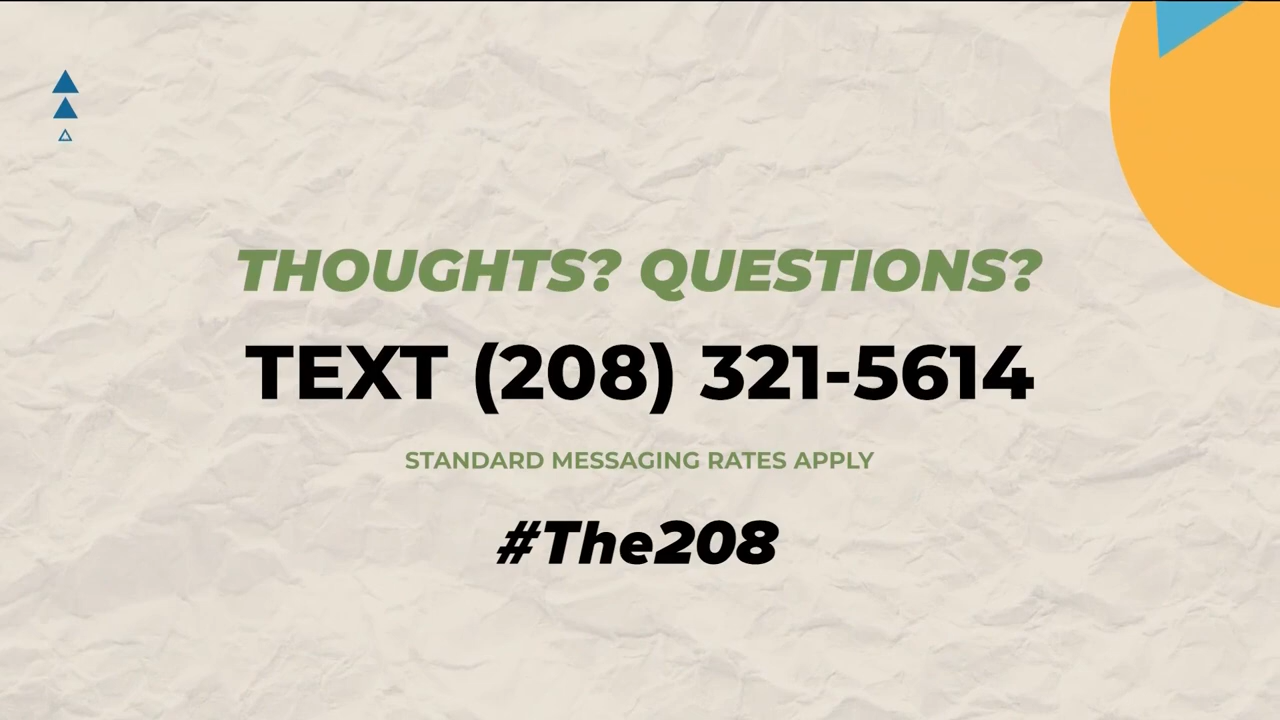 THOUGHTS? QUESTIONS?
TEXT (208) 321-5614
STANDARD MESSAGING RATES APPLY
#The208